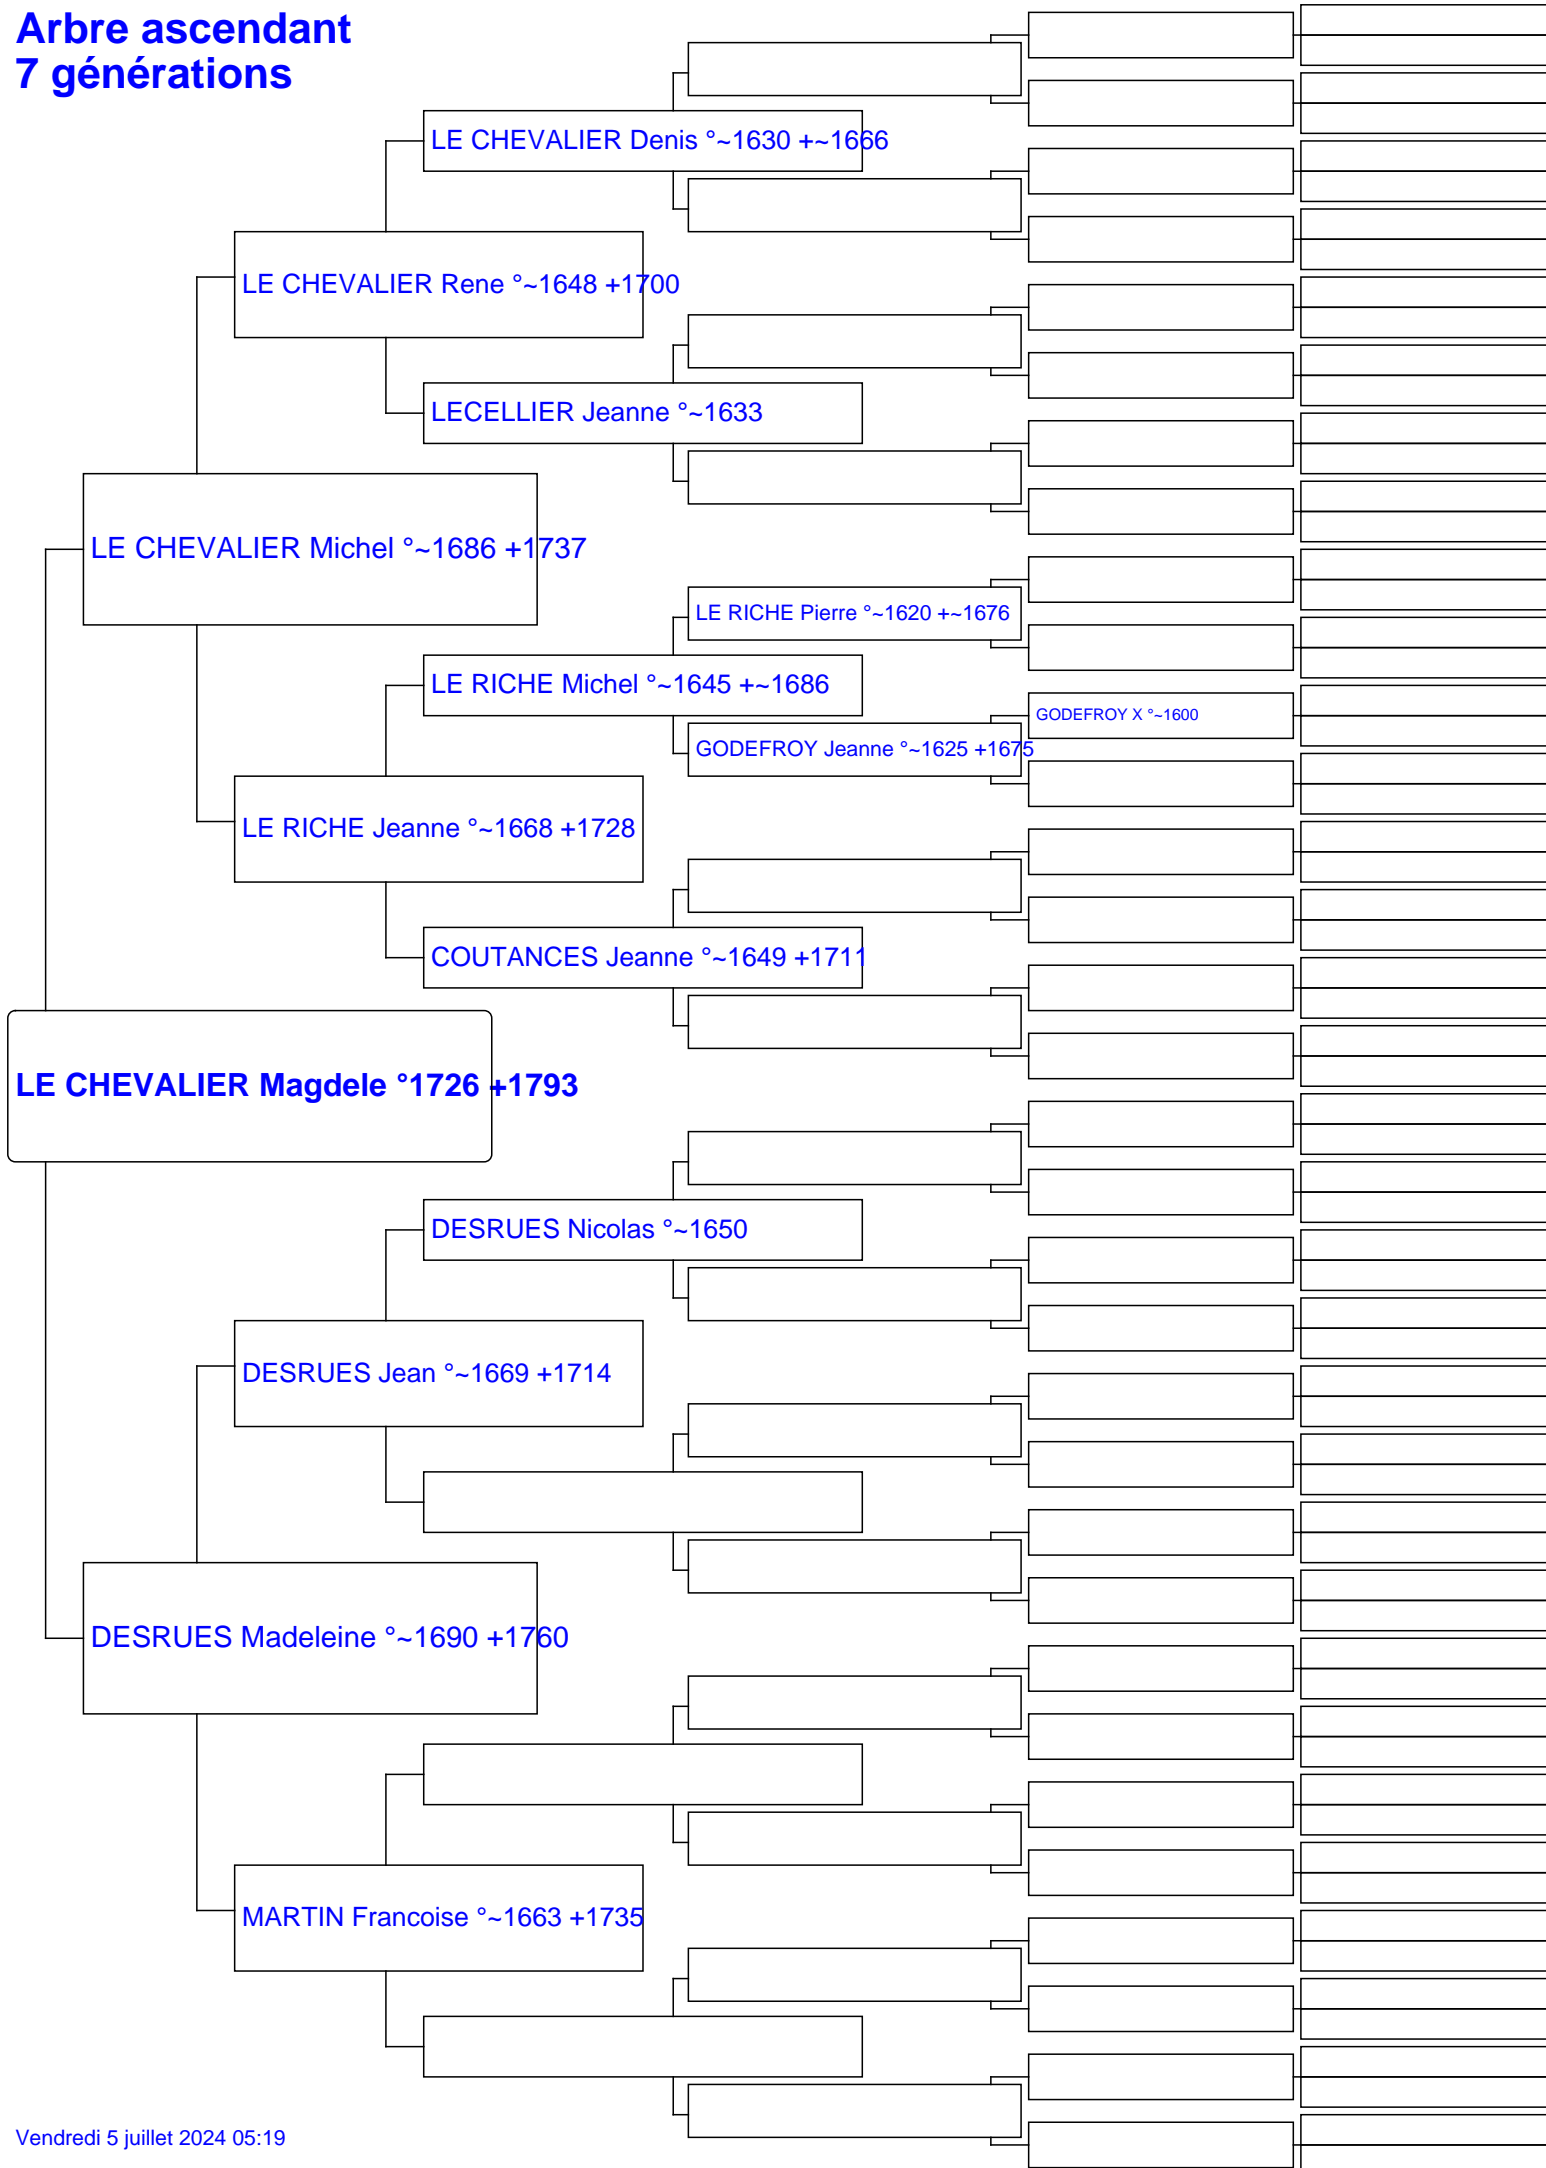 Arbre ascendant
7 générations
LE CHEVALIER Denis °~1630 +~1666
LE CHEVALIER Rene °~1648 +1700
LECELLIER Jeanne °~1633
LE CHEVALIER Michel °~1686 +1737
LE RICHE Pierre °~1620 +~1676
LE RICHE Michel °~1645 +~1686
GODEFROY X °~1600
GODEFROY Jeanne °~1625 +1675
LE RICHE Jeanne °~1668 +1728
COUTANCES Jeanne °~1649 +1711
LE CHEVALIER Magdele °1726 +1793
DESRUES Nicolas °~1650
DESRUES Jean °~1669 +1714
DESRUES Madeleine °~1690 +1760
MARTIN Francoise °~1663 +1735
Vendredi 5 juillet 2024 05:19